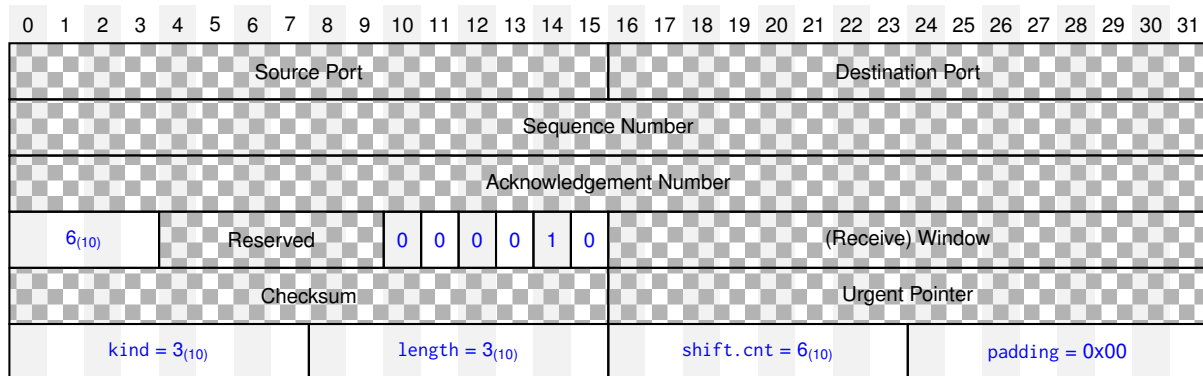 0 1 2 3 4 5 6 7 8 9 10 11 12 13 14 15 16 17 18 19 20 21 22 23 24 25 26 27 28 29 30 31
Source Port Destination Port
Sequence Number
Acknowledgement Number
6(10) Reserved 0 0 0 0 1 0 (Receive) Window
Checksum Urgent Pointer
kind = 3(10) length = 3(10) shift.cnt = 6(10) padding = 0x00